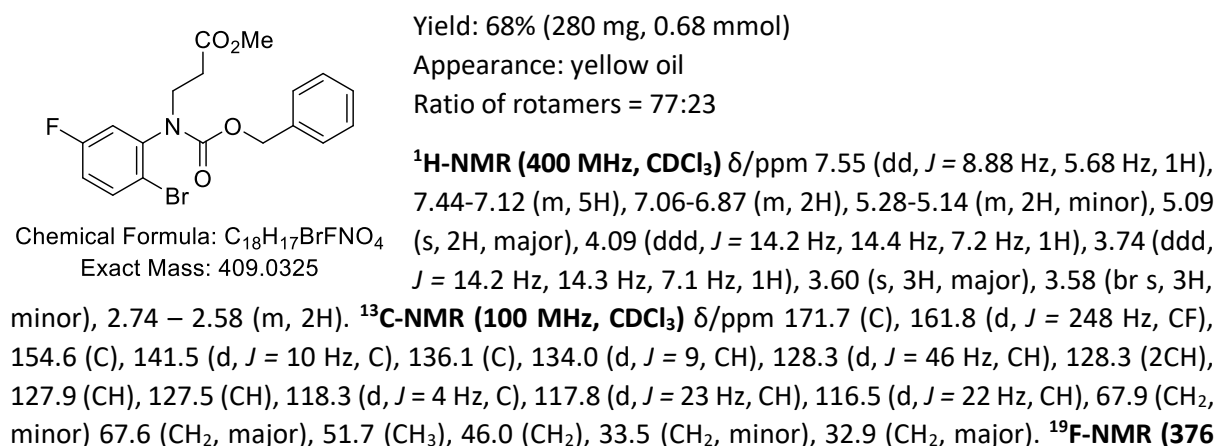 CO₂Me
F
N
O
O
Br
Chemical Formula: C₁₈H₁₇BrFNO₄
Exact Mass: 409.0325
Yield: 68% (280 mg, 0.68 mmol)
Appearance: yellow oil
Ratio of rotamers = 77:23
¹H-NMR (400 MHz, CDCl₃) δ/ppm 7.55 (dd, J = 8.88 Hz, 5.68 Hz, 1H),
7.44-7.12 (m, 5H), 7.06-6.87 (m, 2H), 5.28-5.14 (m, 2H, minor), 5.09
(s, 2H, major), 4.09 (ddd, J = 14.2 Hz, 14.4 Hz, 7.2 Hz, 1H), 3.74 (ddd,
J = 14.2 Hz, 14.3 Hz, 7.1 Hz, 1H), 3.60 (s, 3H, major), 3.58 (br s, 3H,
minor), 2.74 – 2.58 (m, 2H). ¹³C-NMR (100 MHz, CDCl₃) δ/ppm 171.7 (C), 161.8 (d, J = 248 Hz, CF),
154.6 (C), 141.5 (d, J = 10 Hz, C), 136.1 (C), 134.0 (d, J = 9, CH), 128.3 (d, J = 46 Hz, CH), 128.3 (2CH),
127.9 (CH), 127.5 (CH), 118.3 (d, J = 4 Hz, C), 117.8 (d, J = 23 Hz, CH), 116.5 (d, J = 22 Hz, CH), 67.9 (CH₂,
minor) 67.6 (CH₂, major), 51.7 (CH₃), 46.0 (CH₂), 33.5 (CH₂, minor), 32.9 (CH₂, major). ¹⁹F-NMR (376